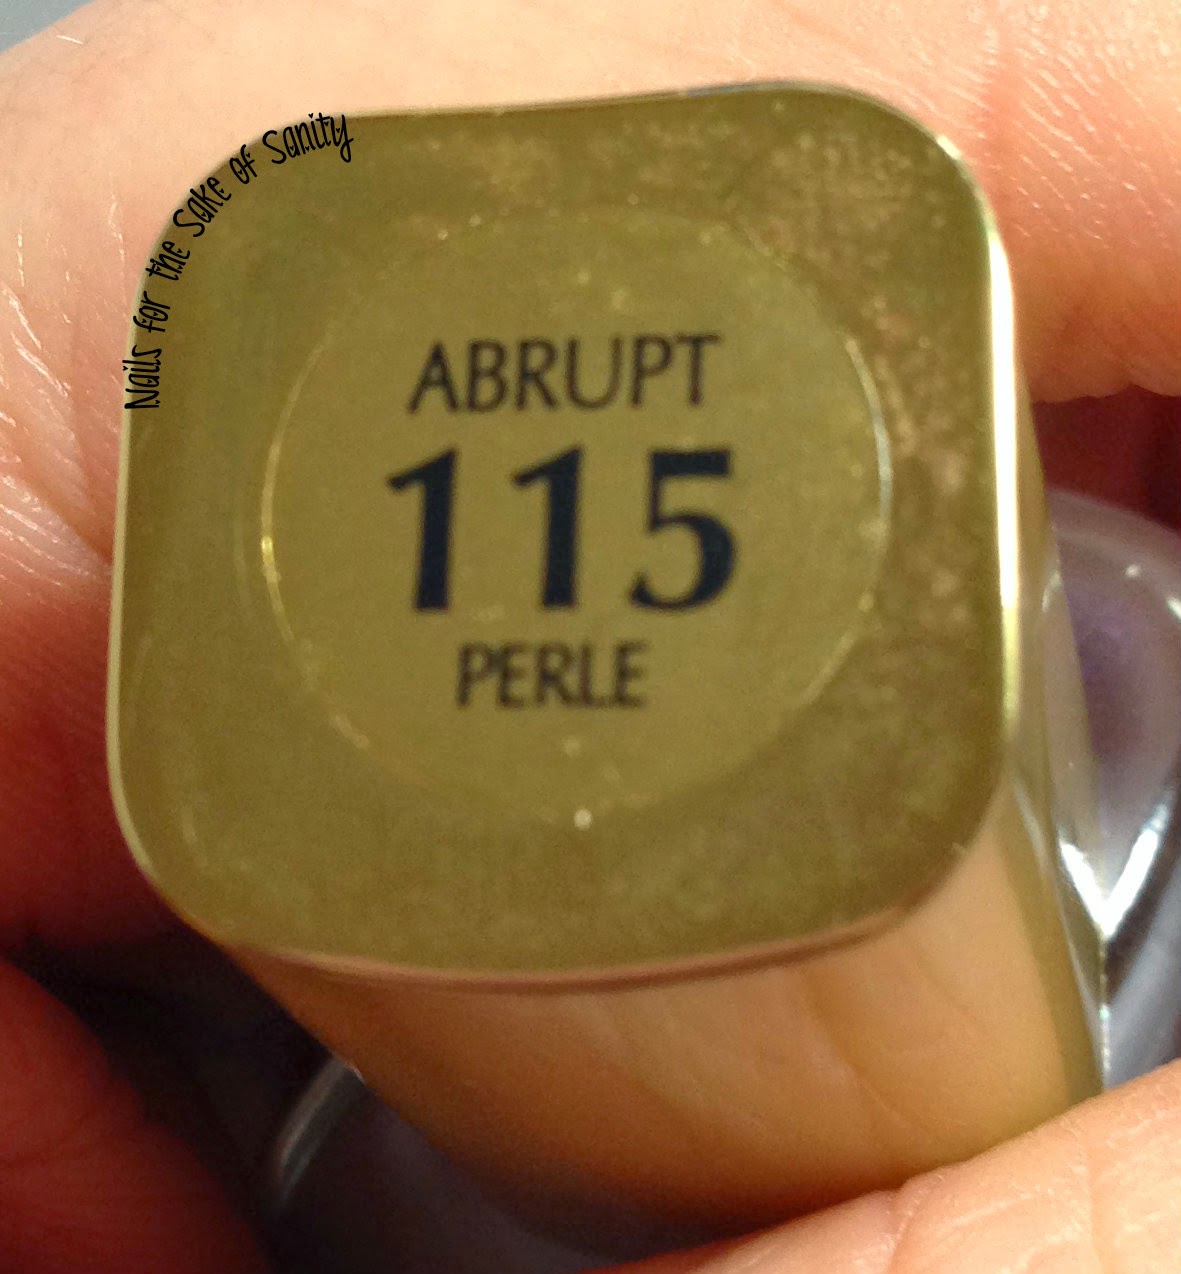 Nails for the Sake of Sanity
ABRUPT
115
PERLE